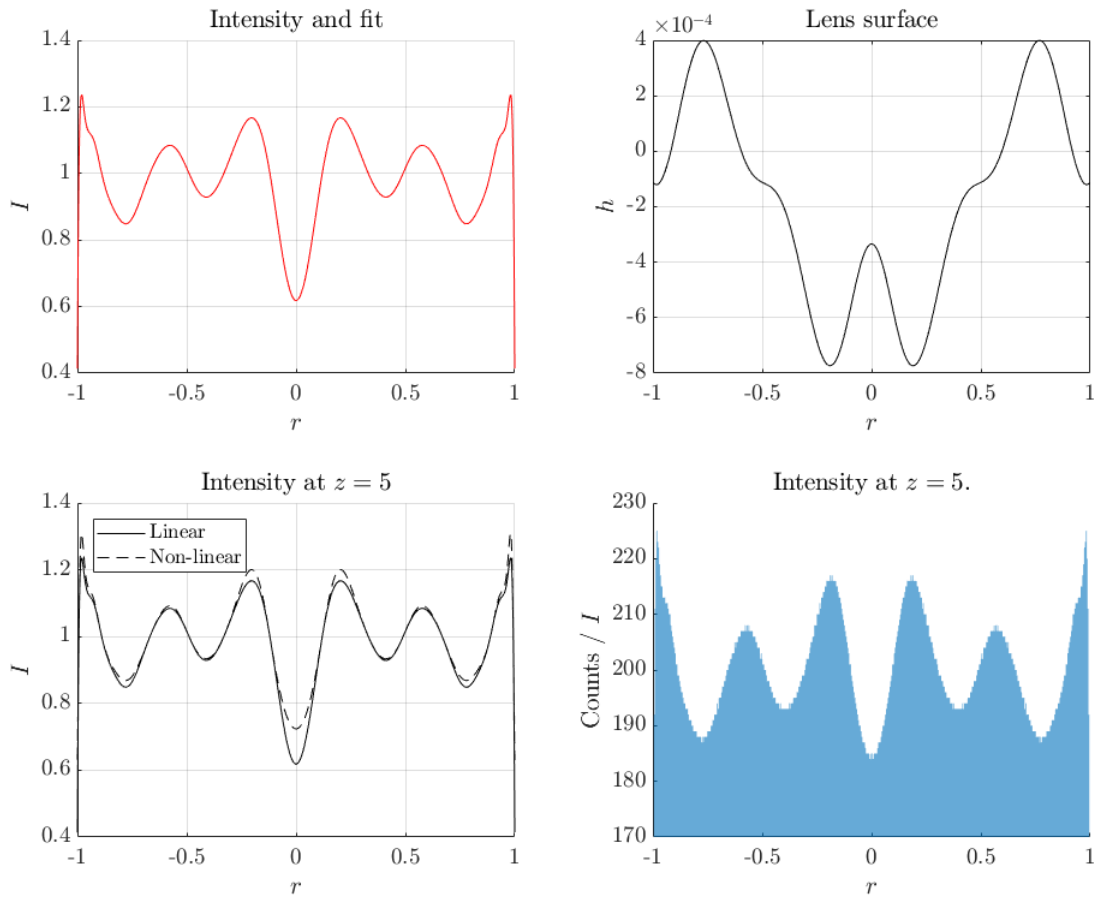 Intensity and fit
1.4
1.2
1
0.8
0.6
0.4
I
-1 -0.5 0 0.5 1
r
Lens surface
×10⁻⁴
4
2
0
-2
-4
-6
-8
h
-1 -0.5 0 0.5 1
r
Intensity at z = 5
1.4
1.2
1
0.8
0.6
0.4
I
Linear
Non-linear
-1 -0.5 0 0.5 1
r
Intensity at z = 5.
230
220
210
200
190
180
170
Counts / I
-1 -0.5 0 0.5 1
r